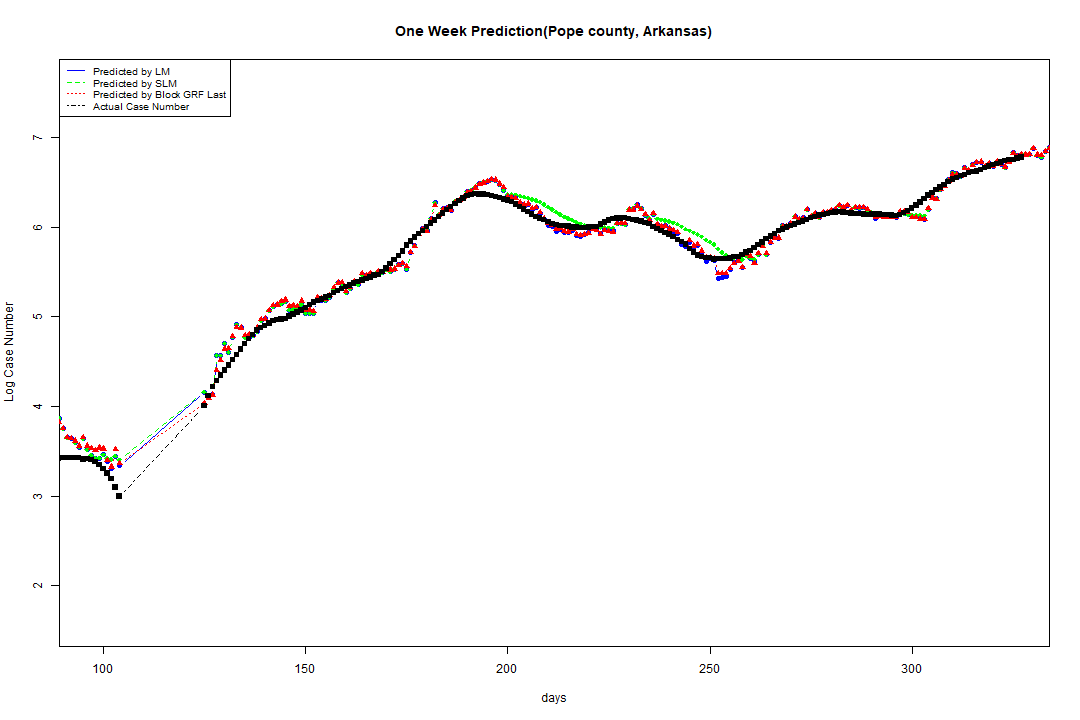 One Week Prediction(Pope county, Arkansas)
Predicted by LM
Predicted by SLM
Predicted by Block GRF Last
Actual Case Number
7
6
5
4
3
2
Log Case Number
100 150 200 250 300
days